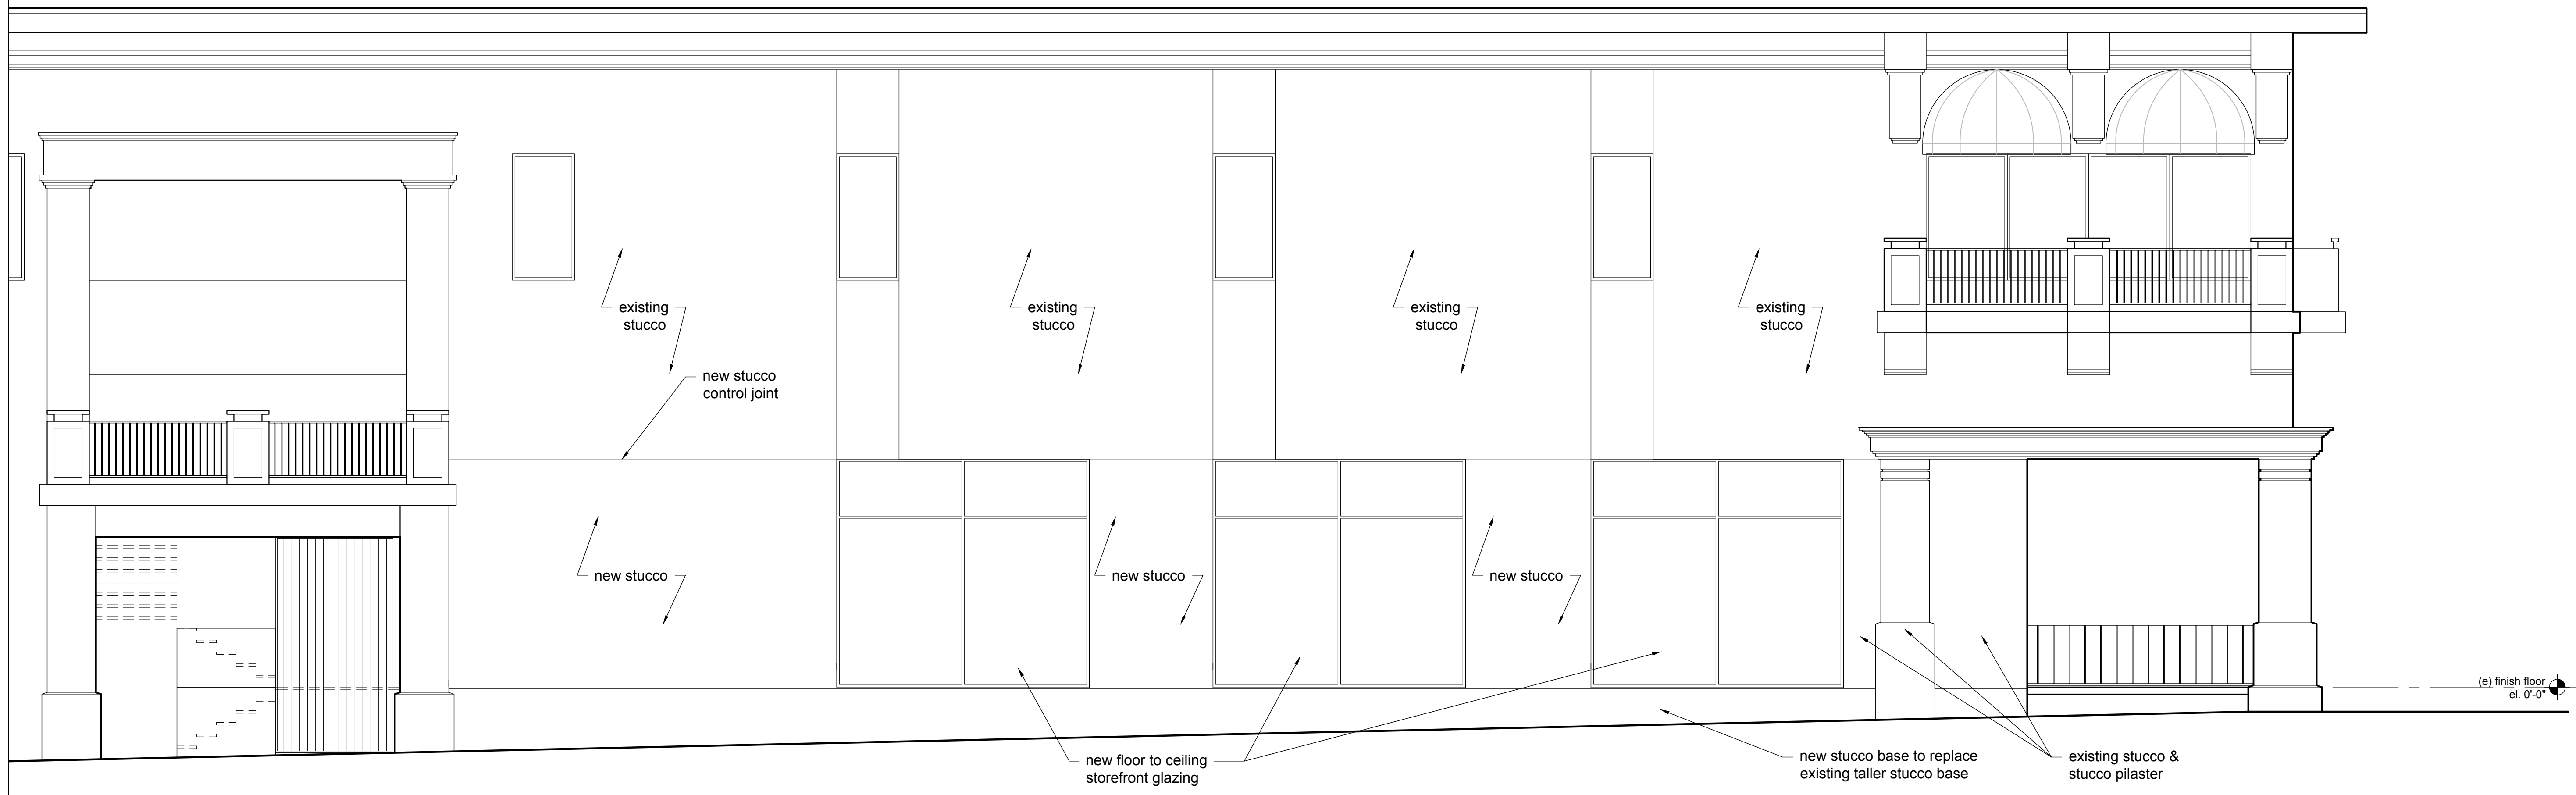 existing
stucco
existing
stucco
existing
stucco
existing
stucco
new stucco
control joint
new stucco
new stucco
new stucco
(e) finish floor
el. 0'-0"
new floor to ceiling
storefront glazing
new stucco base to replace
existing taller stucco base
existing stucco &
stucco pilaster